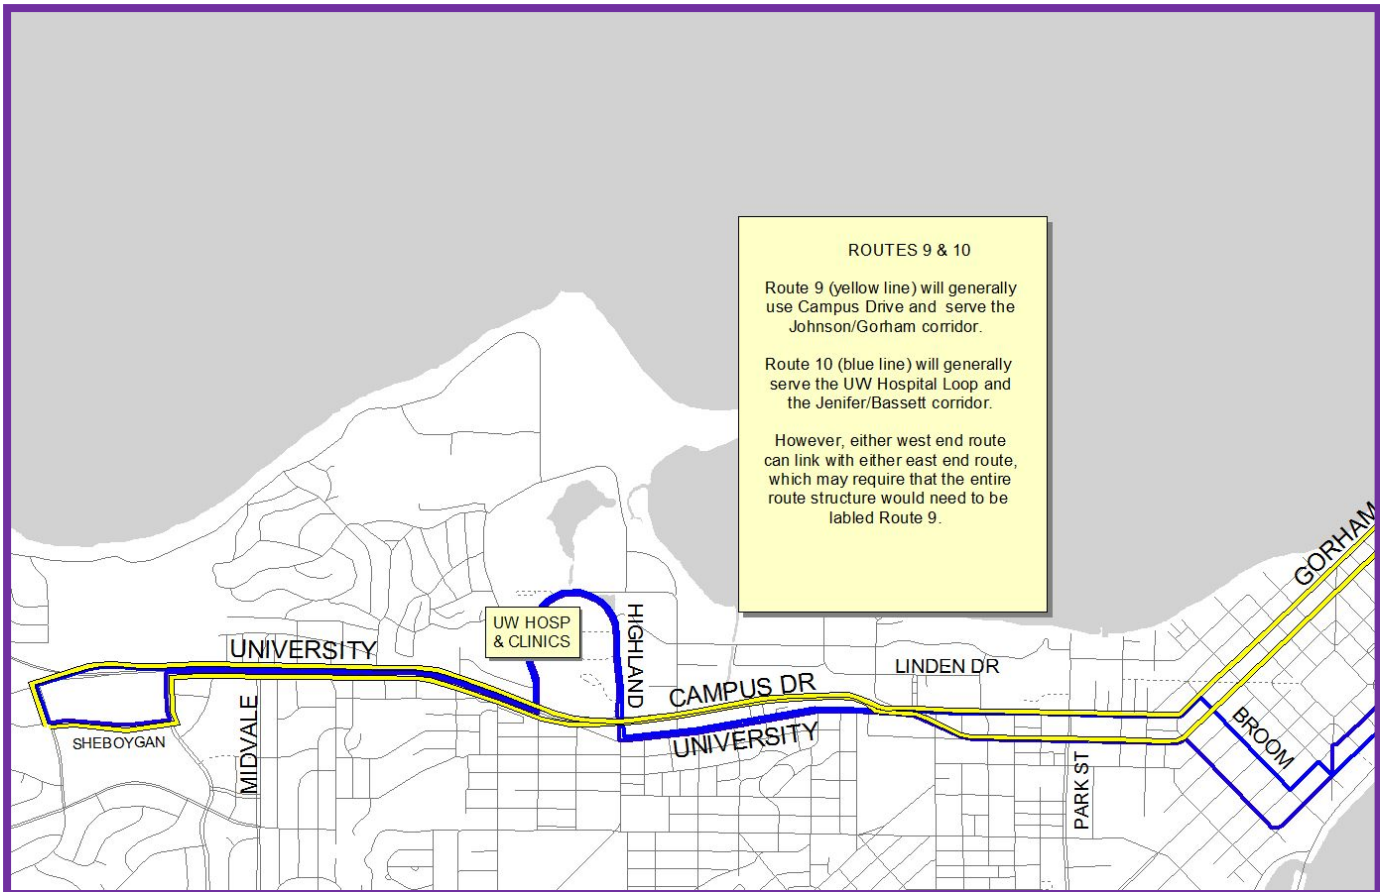 ROUTES 9 & 10
Route 9 (yellow line) will generally
use Campus Drive and serve the
Johnson/Gorham corridor.
Route 10 (blue line) will generally
serve the UW Hospital Loop and
the Jenifer/Bassett corridor.
However, either west end route
can link with either east end route,
which may require that the entire
route structure would need to be
labled Route 9.
GORHAM
UW HOSP
& CLINICS
HIGHLAND
UNIVERSITY
LINDEN DR
CAMPUS DR
UNIVERSITY
MIDVALE
SHEBOYGAN
BROOM
PARK ST